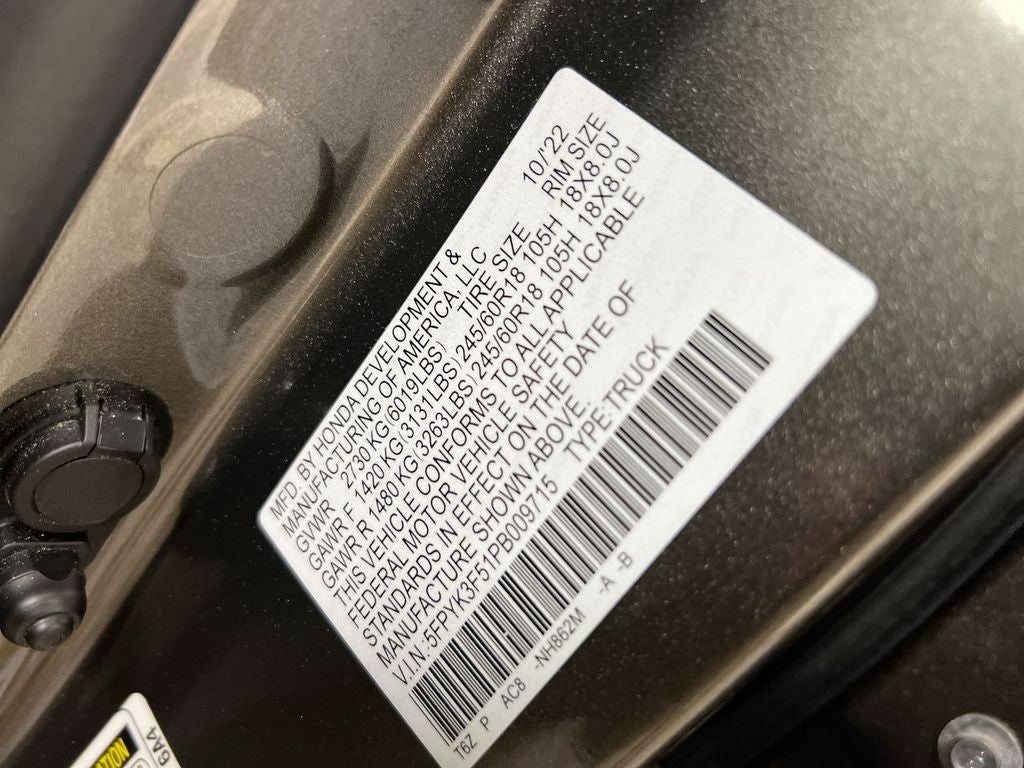 MFD. BY HONDA DEVELOPMENT &
MANUFACTURING OF AMERICA, LLC 10/'22
GVWR 2730 KG (6019LBS) TIRE SIZE RIM SIZE
GAWR F 1420 KG (3131LBS) 245/60R18 105H 18X8.0J
GAWR R 1480 KG (3263LBS) 245/60R18 105H 18X8.0J
THIS VEHICLE CONFORMS TO ALL APPLICABLE
FEDERAL MOTOR VEHICLE SAFETY
STANDARDS IN EFFECT ON THE DATE OF
MANUFACTURE SHOWN ABOVE.
V.I.N.:5FPYK3F51PB009715 TYPE:TRUCK
T6Z P AC8 -NH862M -A -B
6A4